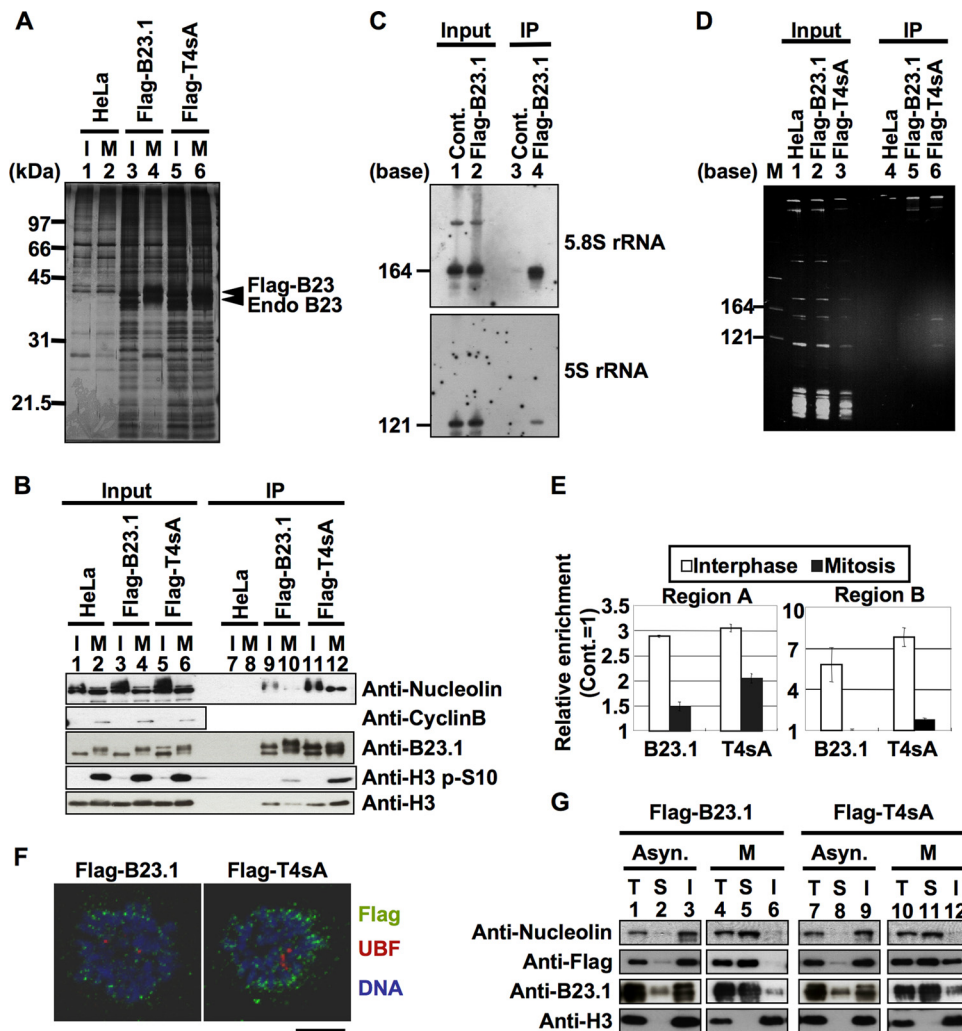 A
HeLa
Flag-B23.1
Flag-T4sA
I M I M I M
(kDa) 1 2 3 4 5 6
97
66
45
31
21.5
Flag-B23
Endo B23
B
Input IP
HeLa
Flag-B23.1
Flag-T4sA
HeLa
Flag-B23.1
Flag-T4sA
I M I M I M I M I M I M
1 2 3 4 5 6 7 8 9 10 11 12
Anti-Nucleolin
Anti-CyclinB
Anti-B23.1
Anti-H3 p-S10
Anti-H3
C
Input IP
Cont.
Flag-B23.1
Cont.
Flag-B23.1
(base) 1 2 3 4
164
5.8S rRNA
5S rRNA
121
D
Input IP
HeLa
Flag-B23.1
Flag-T4sA
HeLa
Flag-B23.1
Flag-T4sA
(base) M 1 2 3 4 5 6
164
121
E
Interphase Mitosis
Region A Region B
Relative enrichment
(Cont.=1)
3.5
3
2.5
2
1.5
1
B23.1 T4sA
10
7
4
1
B23.1 T4sA
F
Flag-B23.1 Flag-T4sA
Flag
UBF
DNA
G
Flag-B23.1 Flag-T4sA
Asyn. M Asyn. M
T S I T S I T S I T S I
1 2 3 4 5 6 7 8 9 10 11 12
Anti-Nucleolin
Anti-Flag
Anti-B23.1
Anti-H3